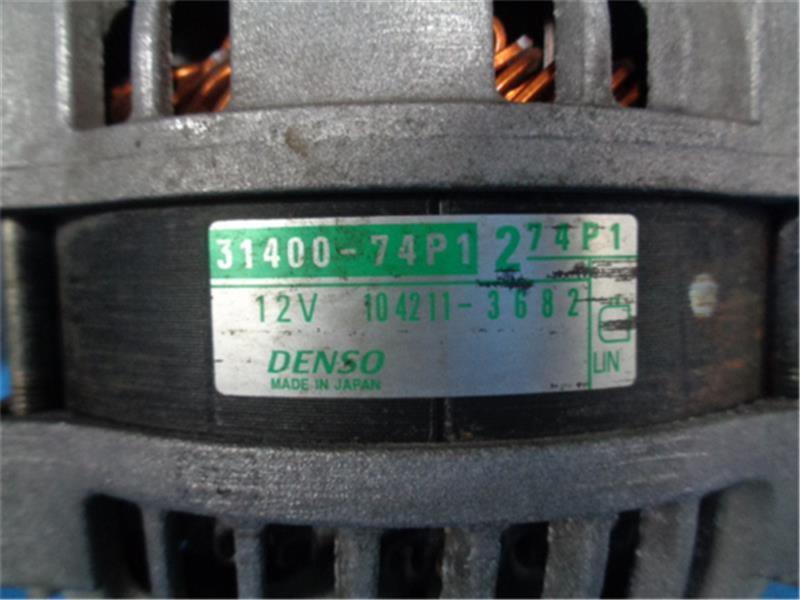 31400-74P1 2 74P1
12V 104211-3682
DENSO
MADE IN JAPAN
LIN